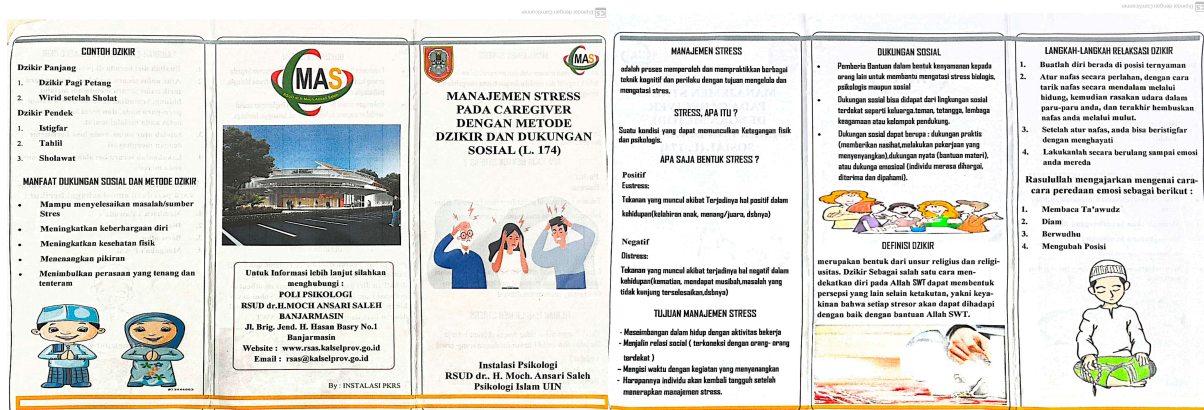 CONTOH DZIKIR
Dzikir Panjang
1. Dzikir Pagi Petang
2. Wirid setelah Sholat
Dzikir Pendek
1. Istigfar
2. Tahlil
3. Sholawat
MANFAAT DUKUNGAN SOSIAL DAN METODE DZIKIR
• Mampu menyelesaikan masalah/sumber
Stres
• Meningkatkan keberhargaan diri
• Meningkatkan kesehatan fisik
• Menenangkan pikiran
• Menimbulkan perasaan yang tenang dan
tenteram
MAS
Untuk Informasi lebih lanjut silahkan
menghubungi :
POLI PSIKOLOGI
RSUD dr.H.MOCH ANSARI SALEH
BANJARMASIN
Jl. Brig. Jend. H. Hasan Basry No.1
Banjarmasin
Website : www.rsas.kalselprov.go.id
Email : rsas@kalselprov.go.id
By : INSTALASI PKRS
MAS
MANAJEMEN STRESS
PADA CAREGIVER
DENGAN METODE
DZIKIR DAN DUKUNGAN
SOSIAL (L. 174)
Instalasi Psikologi
RSUD dr.. H. Moch. Ansari Saleh
Psikologi Islam UIN
MANAJEMEN STRESS
adalah proses memperoleh dan mempraktikkan berbagai
teknik kognitif dan perilaku dengan tujuan mengelola dan
mengatasi stres.
STRESS, APA ITU ?
Suatu kondisi yang dapat memunculkan Ketegangan fisik
dan psikologis.
APA SAJA BENTUK STRESS ?
Positif
Eustress:
Tekanan yang muncul akibat Terjadinya hal positif dalam
kehidupan(kelahiran anak, menang/juara, dsbnya)
Negatif
Distress:
Tekanan yang muncul akibat terjadinya hal negatif dalam
kehidupan(kematian, mendapat musibah,masalah yang
tidak kunjung terselesaikan,dsbnya)
TUJUAN MANAJEMEN STRESS
- Meseimbangan dalam hidup dengan aktivitas bekerja
- Menjalin relasi social ( terkoneksi dengan orang- orang
terdekat )
- Mengisi waktu dengan kegiatan yang menyenangkan
- Harapannya individu akan kembali tangguh setelah
menerapkan manajemen stress.
DUKUNGAN SOSIAL
• Pemberia Bantuan dalam bentuk kenyamanan kepada
orang lain untuk membantu mengatasi stress biologis,
psikologis maupun sosial
• Dukungan sosial bisa didapat dari lingkungan sosial
terdekat seperti keluarga,teman, tetangga, lembaga
keagamaan atau kelompok pendukung.
• Dukungan sosial dapat berupa : dukungan praktis
(memberikan nasihat,melakukan pekerjaan yang
menyenyangkan),dukungan nyata (bantuan materi),
atau dukunga emosioal (individu merasa dihargai,
diterima dan dipahami).
DEFINISI DZIKIR
merupakan bentuk dari unsur religius dan religi-
usitas. Dzikir Sebagai salah satu cara men-
dekatkan diri pada Allah SWT dapat membentuk
persepsi yang lain selain ketakutan, yakni keya-
kinan bahwa setiap stresor akan dapat dihadapi
dengan baik dengan bantuan Allah SWT.
LANGKAH-LANGKAH RELAKSASI DZIKIR
1. Buatlah diri berada di posisi ternyaman
2. Atur nafas secara perlahan, dengan cara
tarik nafas secara mendalam melalui
hidung, kemudian rasakan udara dalam
paru-paru anda, dan terakhir hembuskan
nafas anda melalui mulut.
3. Setelah atur nafas, anda bisa beristigfar
dengan menghayati
4. Lakukanlah secara berulang sampai emosi
anda mereda
Rasulullah mengajarkan mengenai cara-
cara peredaan emosi sebagai berikut :
1. Membaca Ta'awudz
2. Diam
3. Berwudhu
4. Mengubah Posisi
CS Dipindai dengan CamScanner